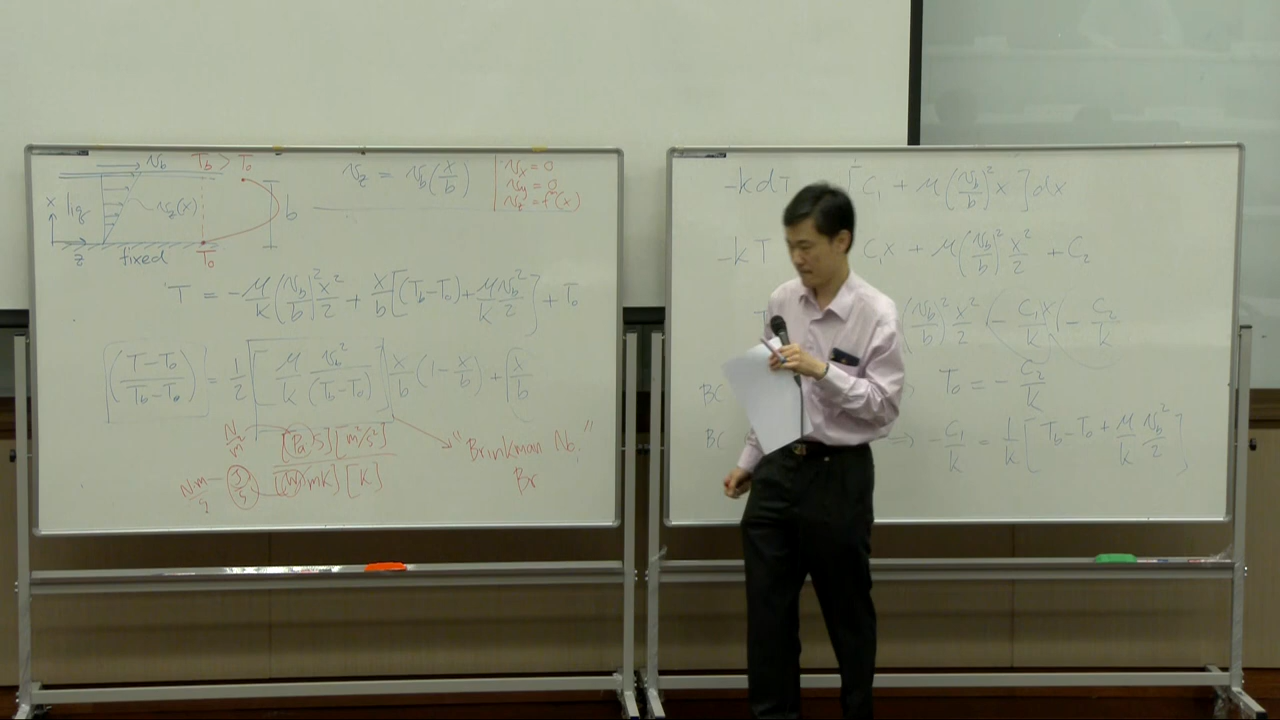 v_b T_b > T_0
x liq v_z(x) b
z fixed T_0
v_z = v_b(x/b)
v_x = 0
v_y = 0
v_z = fⁿ(x)
T = -μ/k (v_b/b)² x²/2 + x/b [(T_b-T_0) + μ/k v_b²/2] + T_0
((T-T_0)/(T_b-T_0)) = 1/2 [μ/k v_b²/(T_b-T_0)] x/b (1-x/b) + x/b
N/m² [Pa s][m²/s²]
N·m/s J/s [W/mK][K]
"Brinkman No."
Br
-k dT [C_1 + μ(v_b/b)² x] dx
-kT C_1x + μ(v_b/b)² x²/2 + C_2
T (v_b/b)² x²/2 - C_1x/k - C_2/k
BC T_0 = - C_2/k
BC ⇒ -C_1/k = 1/k [T_b-T_0 + μ/k v_b²/2]